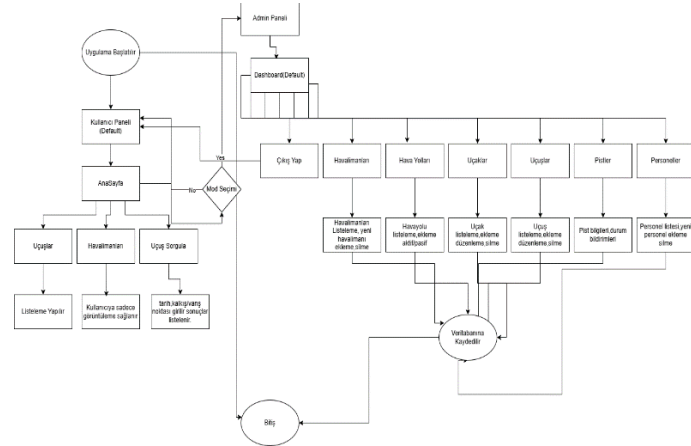 Admin Paneli
Uygulama Başlatılır
Dashboard(Default)
Kullanıcı Paneli
(Default)
Yes
Çıkış Yap
Havalimanları
Hava Yolları
Uçaklar
Uçuşlar
Pistler
Personeller
AnaSayfa
No
Mod Seçimi
Uçuşlar
Havalimanları
Uçuş Sorgula
Havalimanları
Listeleme, yeni
havalimanı
ekleme,silme
Havayolu
listeleme,ekleme
aktif/pasif
Uçak
listeleme,ekleme
düzenleme,silme
Uçuş
listeleme,ekleme
düzenleme,silme
Pist bilgileri,durum
bildirimleri
Personel listesi,yeni
personel ekleme
silme
Listeleme Yapılır
Kullanıcıya sadece
görüntüleme sağlanır
tarih,kalkış/varış
noktası girilir sonuçlar
listelenir.
Veritabanına
Kaydedilir
Bitiş